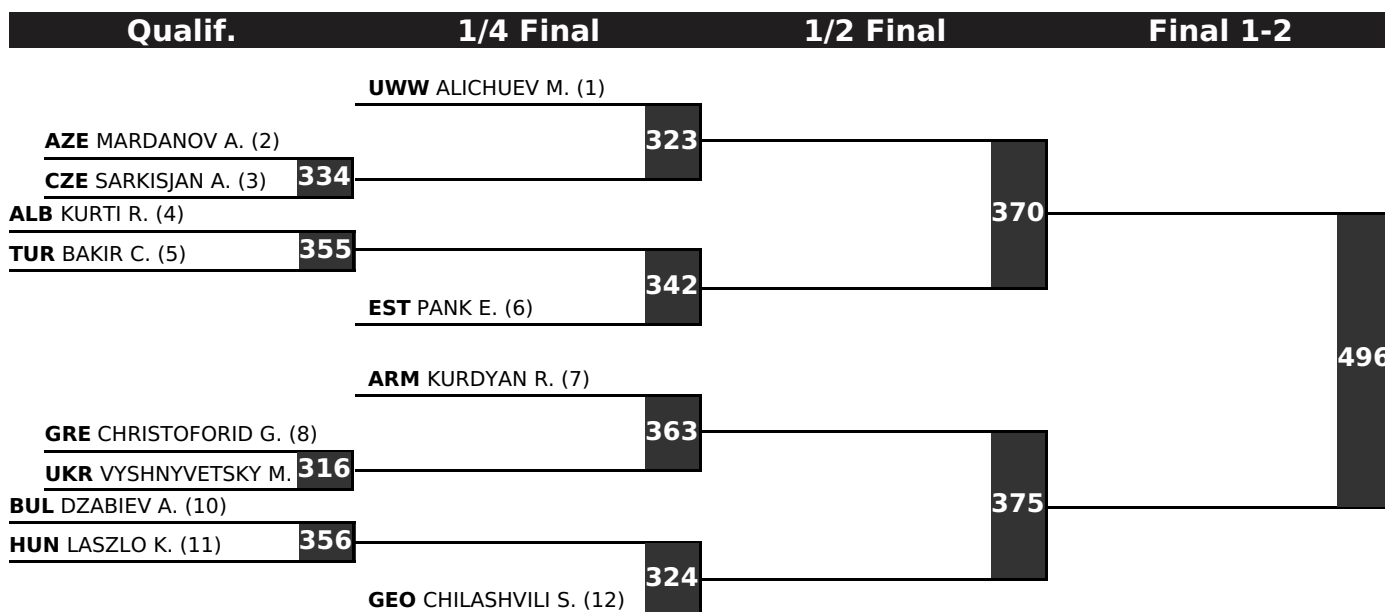 Qualif. 1/4 Final 1/2 Final Final 1-2
UWW ALICHUEV M. (1)
323
AZE MARDANOV A. (2)
CZE SARKISJAN A. (3) 334
ALB KURTI R. (4)
370
TUR BAKIR C. (5) 355
342
EST PANK E. (6)
496
ARM KURDYAN R. (7)
363
GRE CHRISTOFORID G. (8)
UKR VYSHNYVETSKY M. 316
BUL DZABIEV A. (10)
375
HUN LASZLO K. (11) 356
324
GEO CHILASHVILI S. (12)